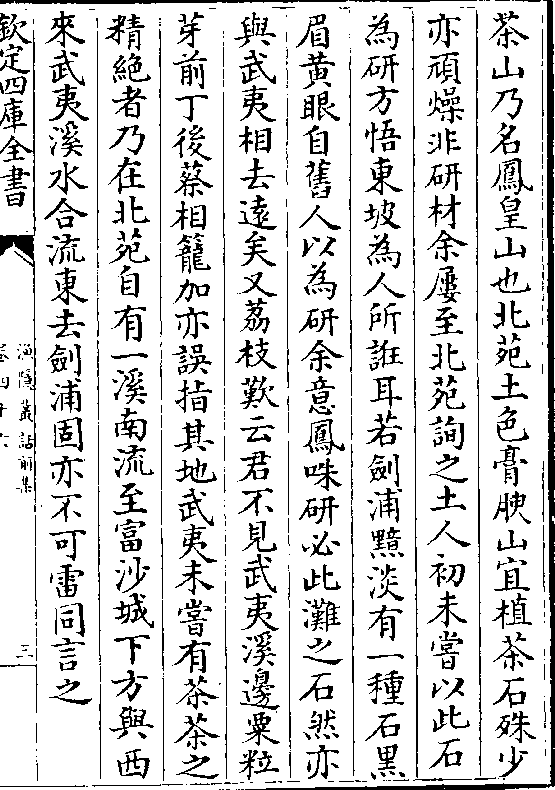 茶山乃名鳳皇山也北苑土色膏腴山宜植茶石殊少
亦頑燥非研材余屢至北苑詢之土人初未嘗以此石
為研方悟東坡為人所誑耳若劍浦黯淡有一種石黑
眉黄眼自舊人以為研余意鳳咮研必此灘之石然亦
與武夷相去遠矣又荔枝歎云君不見武夷溪邊粟粒
芽前丁後蔡相籠加亦誤指其地武夷未嘗有茶茶之
精絶者乃在北苑自有一溪南流至富沙城下方與西
來武夷溪水合流東去劍浦固亦不可雷同言之
欽定四庫全書
漁隱叢話前集
三